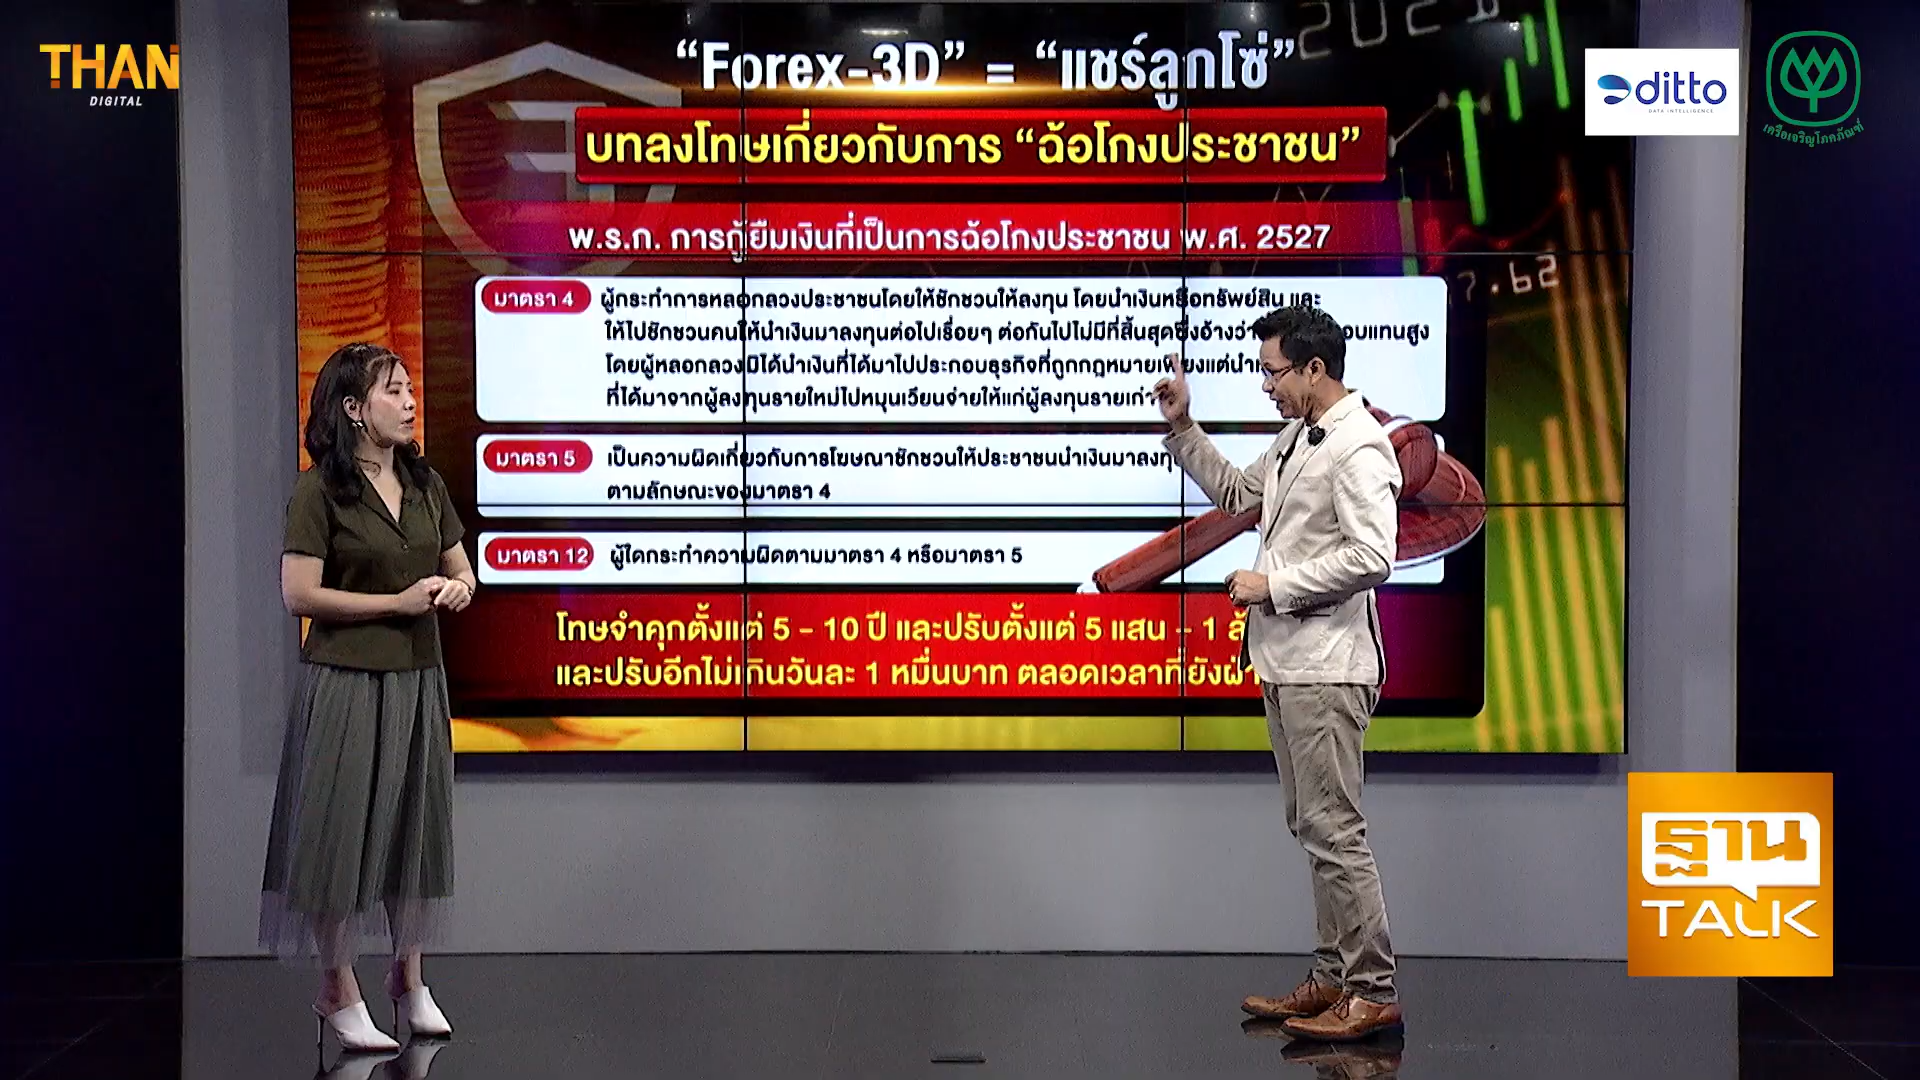 THAN
DIGITAL
ditto
DATA INTELLIGENCE
เครือเจริญโภคภัณฑ์
2021
“Forex-3D” = “แชร์ลูกโซ่”
บทลงโทษเกี่ยวกับการ “ฉ้อโกงประชาชน”
พ.ร.ก. การกู้ยืมเงินที่เป็นการฉ้อโกงประชาชน พ.ศ. 2527
7.62
มาตรา 4 ผู้กระทำการหลอกลวงประชาชนโดยให้ชักชวนให้ลงทุน โดยนำเงินหรือทรัพย์สิน และ
ให้ไปชักชวนคนให้นำเงินมาลงทุนต่อไปเรื่อยๆ ต่อกันไปไม่มีที่สิ้นสุดซึ่งอ้างว่า อบแทนสูง
โดยผู้หลอกลวงมิได้นำเงินที่ได้มาไปประกอบธุรกิจที่ถูกกฎหมายเพียงแต่นำ
ที่ได้มาจากผู้ลงทุนรายใหม่ไปหมุนเวียนจ่ายให้แก่ผู้ลงทุนรายเก่า
มาตรา 5 เป็นความผิดเกี่ยวกับการโฆษณาชักชวนให้ประชาชนนำเงินมาลงทุ
ตามลักษณะของมาตรา 4
มาตรา 12 ผู้ใดกระทำความผิดตามมาตรา 4 หรือมาตรา 5
โทษจำคุกตั้งแต่ 5 - 10 ปี และปรับตั้งแต่ 5 แสน - 1 ล้
และปรับอีกไม่เกินวันละ 1 หมื่นบาท ตลอดเวลาที่ยังฝ่า
ฐาน
TALK